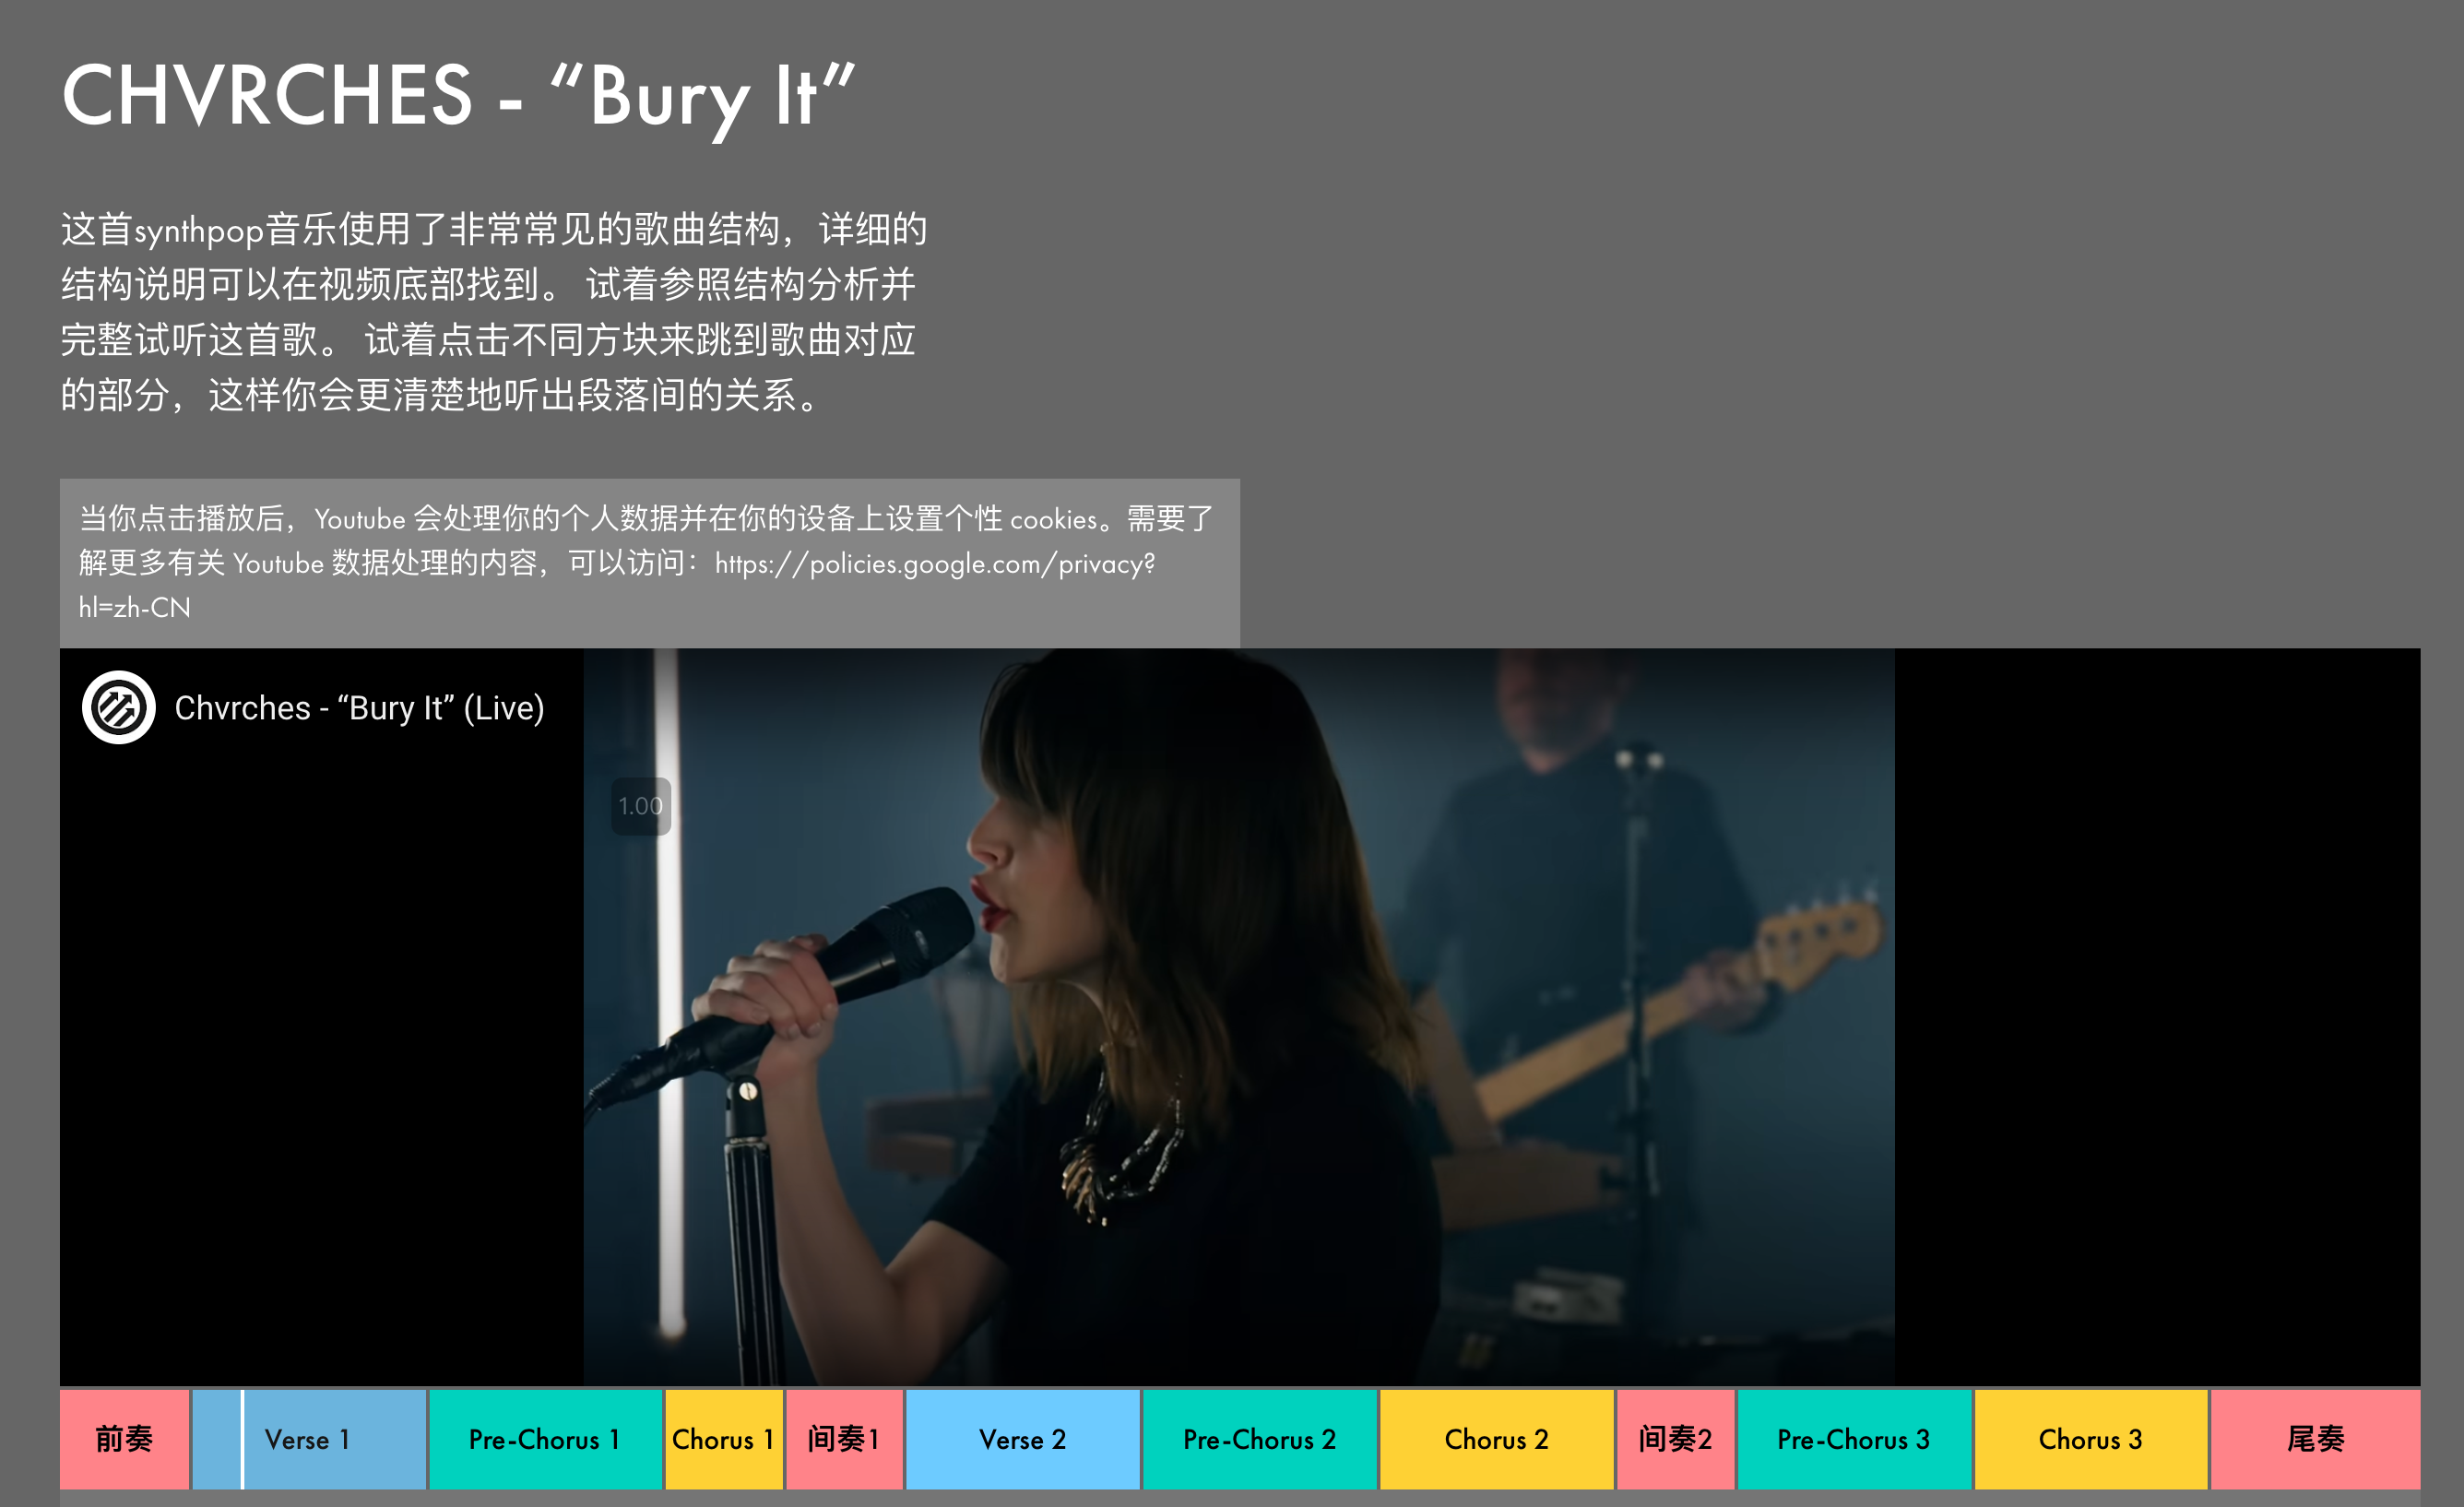 CHVRCHES - “Bury It”
这首synthpop音乐使用了非常常见的歌曲结构，详细的
结构说明可以在视频底部找到。 试着参照结构分析并
完整试听这首歌。 试着点击不同方块来跳到歌曲对应
的部分，这样你会更清楚地听出段落间的关系。
当你点击播放后，Youtube 会处理你的个人数据并在你的设备上设置个性 cookies。需要了
解更多有关 Youtube 数据处理的内容，可以访问：https://policies.google.com/privacy?
hl=zh-CN
Chvrches - “Bury It” (Live)
1.00
前奏
Verse 1
Pre-Chorus 1
Chorus 1
间奏1
Verse 2
Pre-Chorus 2
Chorus 2
间奏2
Pre-Chorus 3
Chorus 3
尾奏